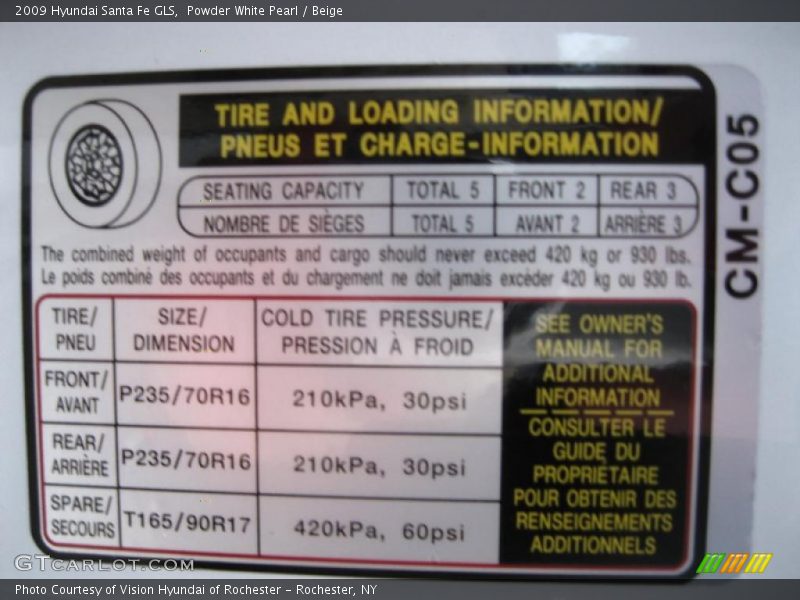 2009 Hyundai Santa Fe GLS,  Powder White Pearl / Beige
TIRE AND LOADING INFORMATION/
PNEUS ET CHARGE-INFORMATION
SEATING CAPACITY TOTAL 5 FRONT 2 REAR 3
NOMBRE DE SIÈGES TOTAL 5 AVANT 2 ARRIÈRE 3
The combined weight of occupants and cargo should never exceed 420 kg or 930 lbs.
Le poids combiné des occupants et du chargement ne doit jamais excéder 420 kg ou 930 lb.
TIRE/
PNEU
SIZE/
DIMENSION
COLD TIRE PRESSURE/
PRESSION À FROID
FRONT/
AVANT
P235/70R16
210kPa, 30psi
REAR/
ARRIÈRE
P235/70R16
210kPa, 30psi
SPARE/
SECOURS
T165/90R17
420kPa, 60psi
SEE OWNER'S
MANUAL FOR
ADDITIONAL
INFORMATION
CONSULTER LE
GUIDE DU
PROPRIÉTAIRE
POUR OBTENIR DES
RENSEIGNEMENTS
ADDITIONNELS
CM-C05
GTCARLOT.COM
Photo Courtesy of Vision Hyundai of Rochester - Rochester, NY